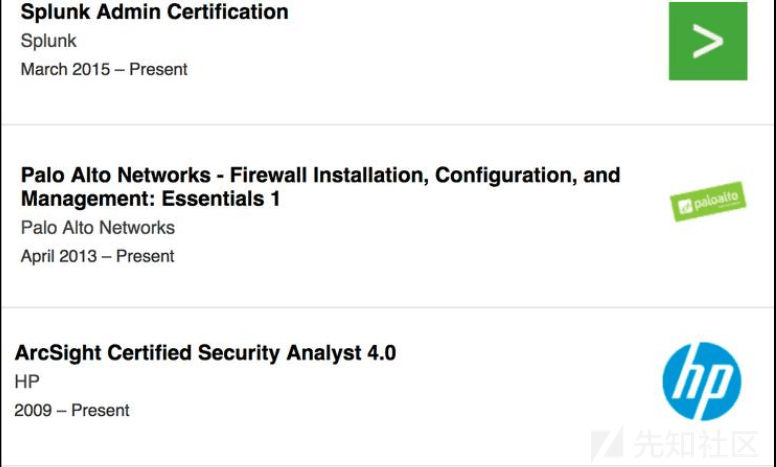 Splunk Admin Certification
Splunk
March 2015 – Present
Palo Alto Networks - Firewall Installation, Configuration, and
Management: Essentials 1
Palo Alto Networks
paloalto
April 2013 – Present
ArcSight Certified Security Analyst 4.0
HP
hp
2009 – Present
先知社区